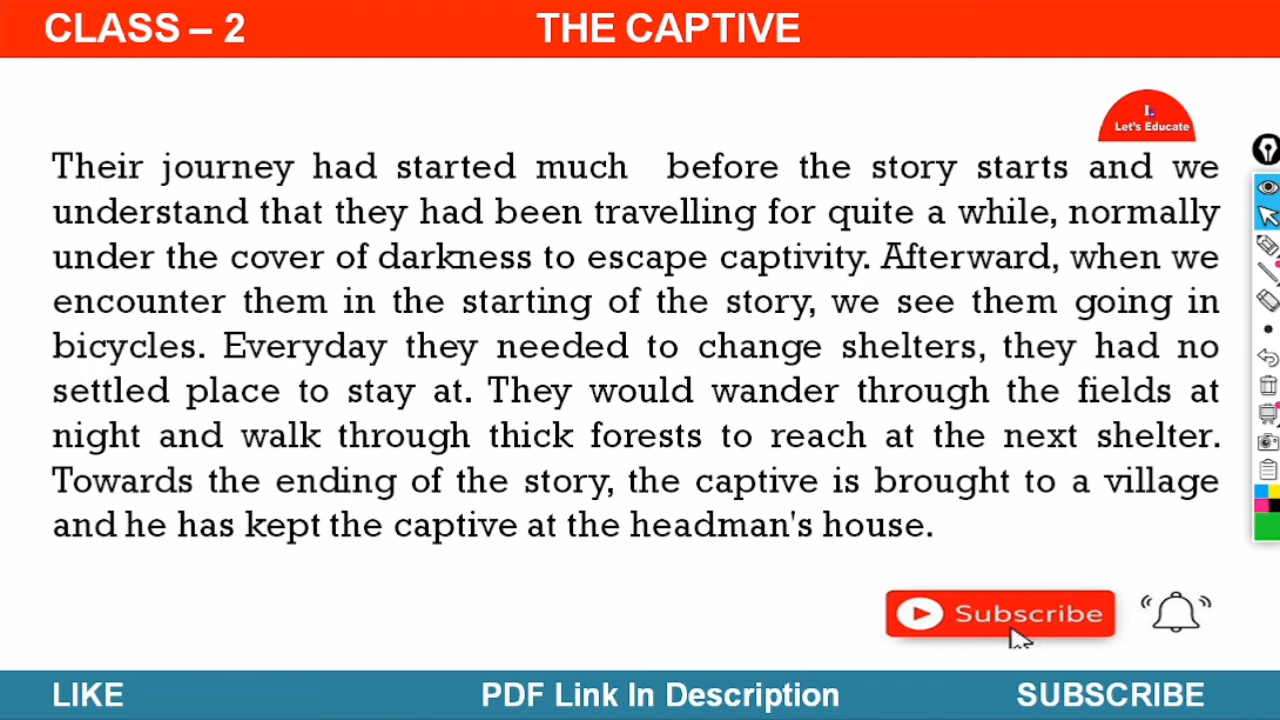 CLASS – 2
THE CAPTIVE
L
Let's Educate
Their journey had started much before the story starts and we
understand that they had been travelling for quite a while, normally
under the cover of darkness to escape captivity. Afterward, when we
encounter them in the starting of the story, we see them going in
bicycles. Everyday they needed to change shelters, they had no
settled place to stay at. They would wander through the fields at
night and walk through thick forests to reach at the next shelter.
Towards the ending of the story, the captive is brought to a village
and he has kept the captive at the headman's house.
Subscribe
LIKE
PDF Link In Description
SUBSCRIBE